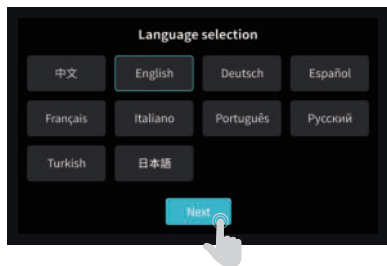 Language selection
中文 English Deutsch Español
Français Italiano Português Русский
Turkish 日本語
Next